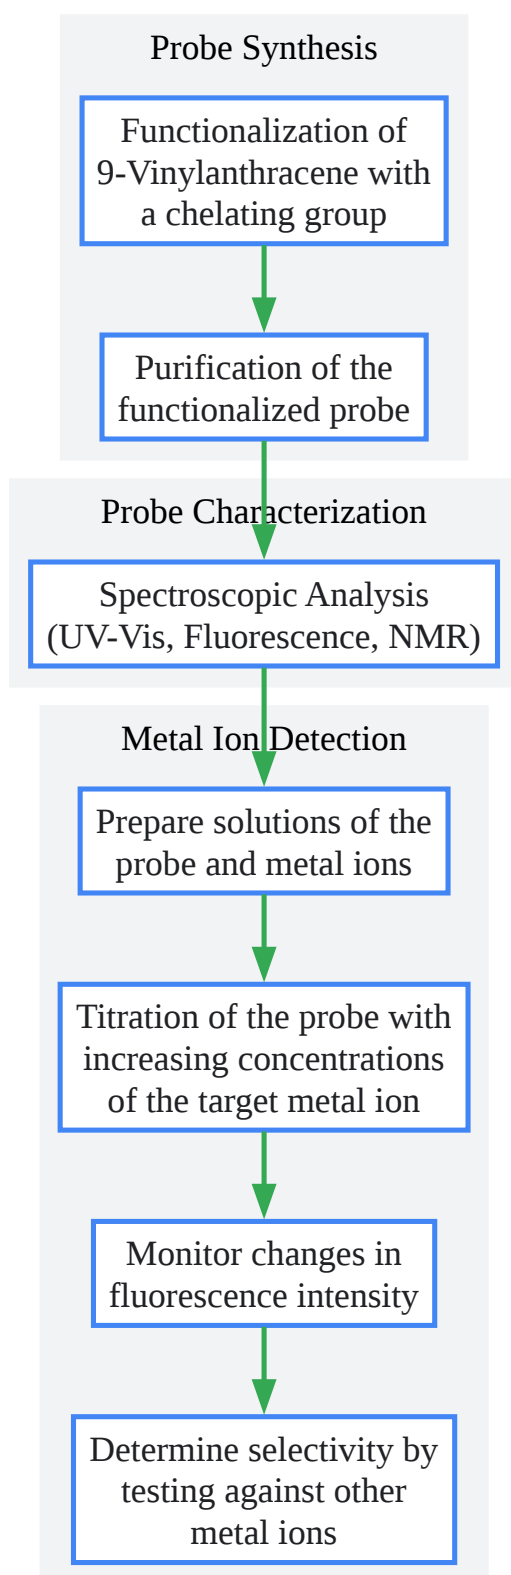 Probe Synthesis
Functionalization of
9-Vinylanthracene with
a chelating group
Purification of the
functionalized probe
Probe Characterization
Spectroscopic Analysis
(UV-Vis, Fluorescence, NMR)
Metal Ion Detection
Prepare solutions of the
probe and metal ions
Titration of the probe with
increasing concentrations
of the target metal ion
Monitor changes in
fluorescence intensity
Determine selectivity by
testing against other
metal ions